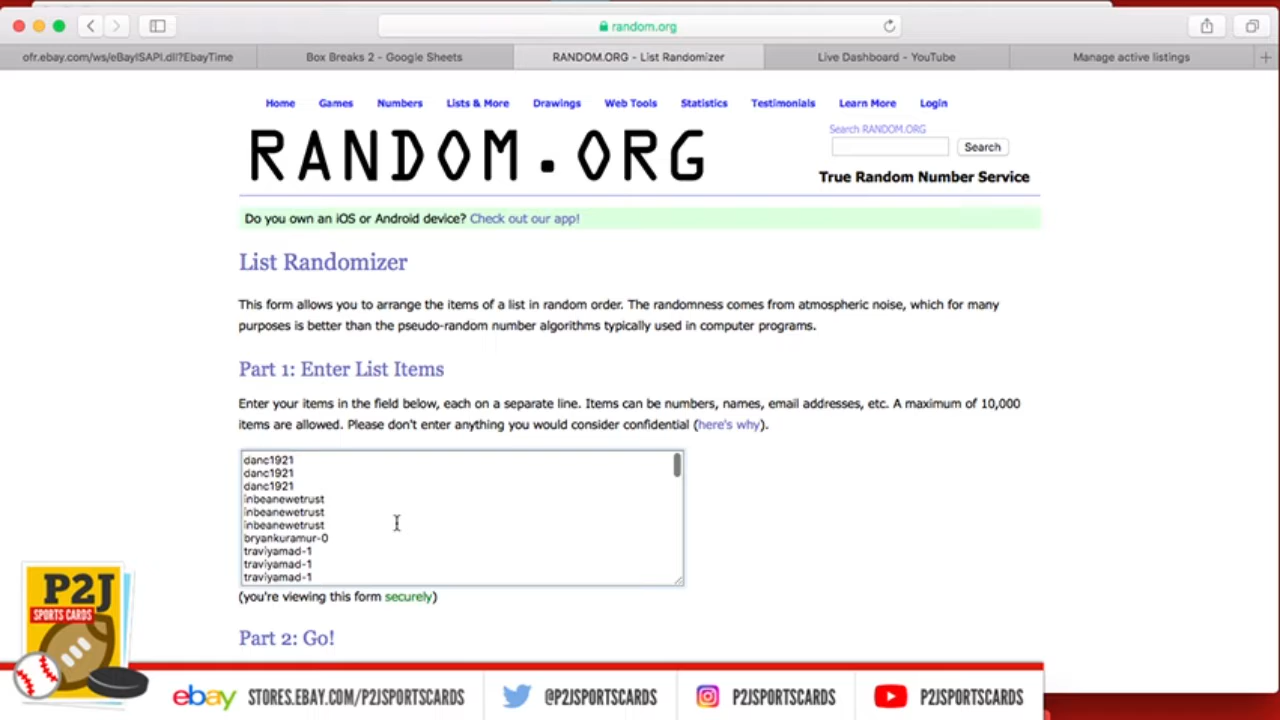 random.org
ofr.ebay.com/ws/eBayISAPI.dll?EbayTime
Box Breaks 2 - Google Sheets
RANDOM.ORG - List Randomizer
Live Dashboard - YouTube
Manage active listings
Home Games Numbers Lists & More Drawings Web Tools Statistics Testimonials Learn More Login
RANDOM.ORG
Search RANDOM.ORG
Search
True Random Number Service
Do you own an iOS or Android device? Check out our app!
List Randomizer
This form allows you to arrange the items of a list in random order. The randomness comes from atmospheric noise, which for many
purposes is better than the pseudo-random number algorithms typically used in computer programs.
Part 1: Enter List Items
Enter your items in the field below, each on a separate line. Items can be numbers, names, email addresses, etc. A maximum of 10,000
items are allowed. Please don't enter anything you would consider confidential (here's why).
danc1921
danc1921
danc1921
inbeanewetrust
inbeanewetrust
inbeanewetrust
bryankuramur-0
traviyamad-1
traviyamad-1
traviyamad-1
(you're viewing this form securely)
Part 2: Go!
P2J
SPORTS CARDS
ebay STORES.EBAY.COM/P2JSPORTSCARDS
@P2JSPORTSCARDS
P2JSPORTSCARDS
P2JSPORTSCARDS